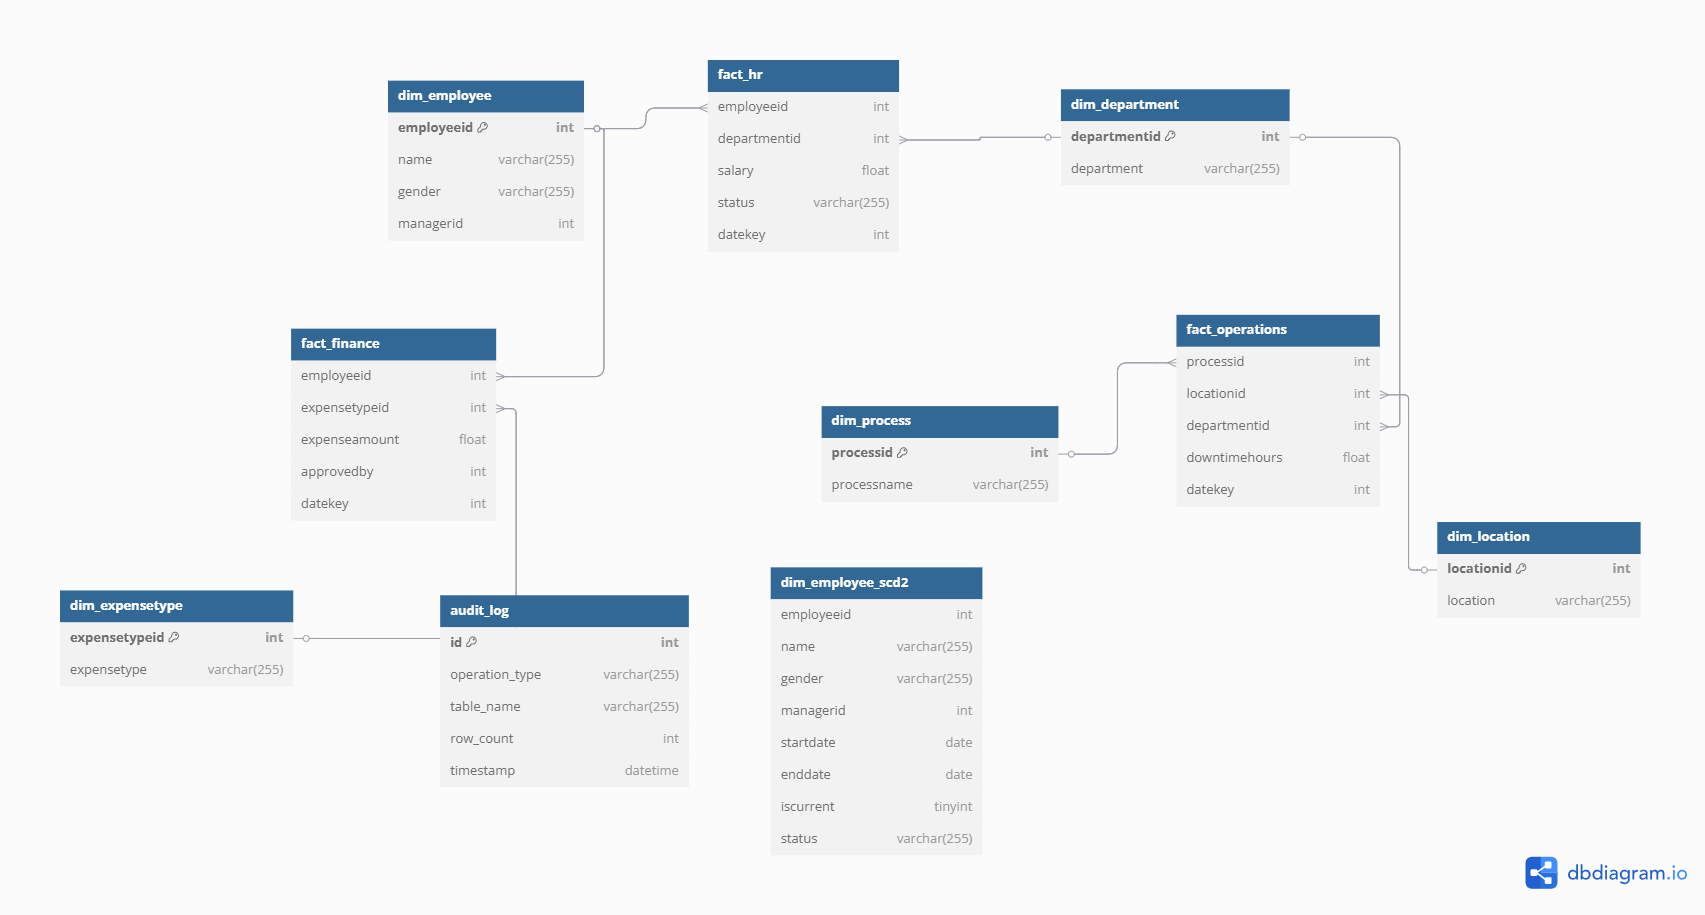 dim_employee
employeeid int
name varchar(255)
gender varchar(255)
managerid int
fact_hr
employeeid int
departmentid int
salary float
status varchar(255)
datekey int
dim_department
departmentid int
department varchar(255)
fact_finance
employeeid int
expensetypeid int
expenseamount float
approvedby int
datekey int
fact_operations
processid int
locationid int
departmentid int
downtimehours float
datekey int
dim_process
processid int
processname varchar(255)
dim_location
locationid int
location varchar(255)
dim_expensetype
expensetypeid int
expensetype varchar(255)
audit_log
id int
operation_type varchar(255)
table_name varchar(255)
row_count int
timestamp datetime
dim_employee_scd2
employeeid int
name varchar(255)
gender varchar(255)
managerid int
startdate date
enddate date
iscurrent tinyint
status varchar(255)
dbdiagram.io